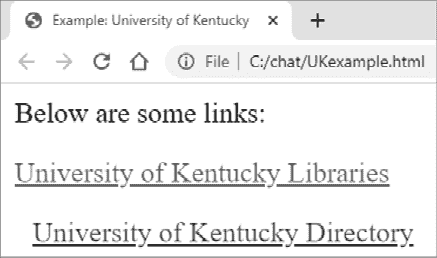 Example: University of Kentucky
File | C:/chat/UKexample.html
Below are some links:
University of Kentucky Libraries
University of Kentucky Directory